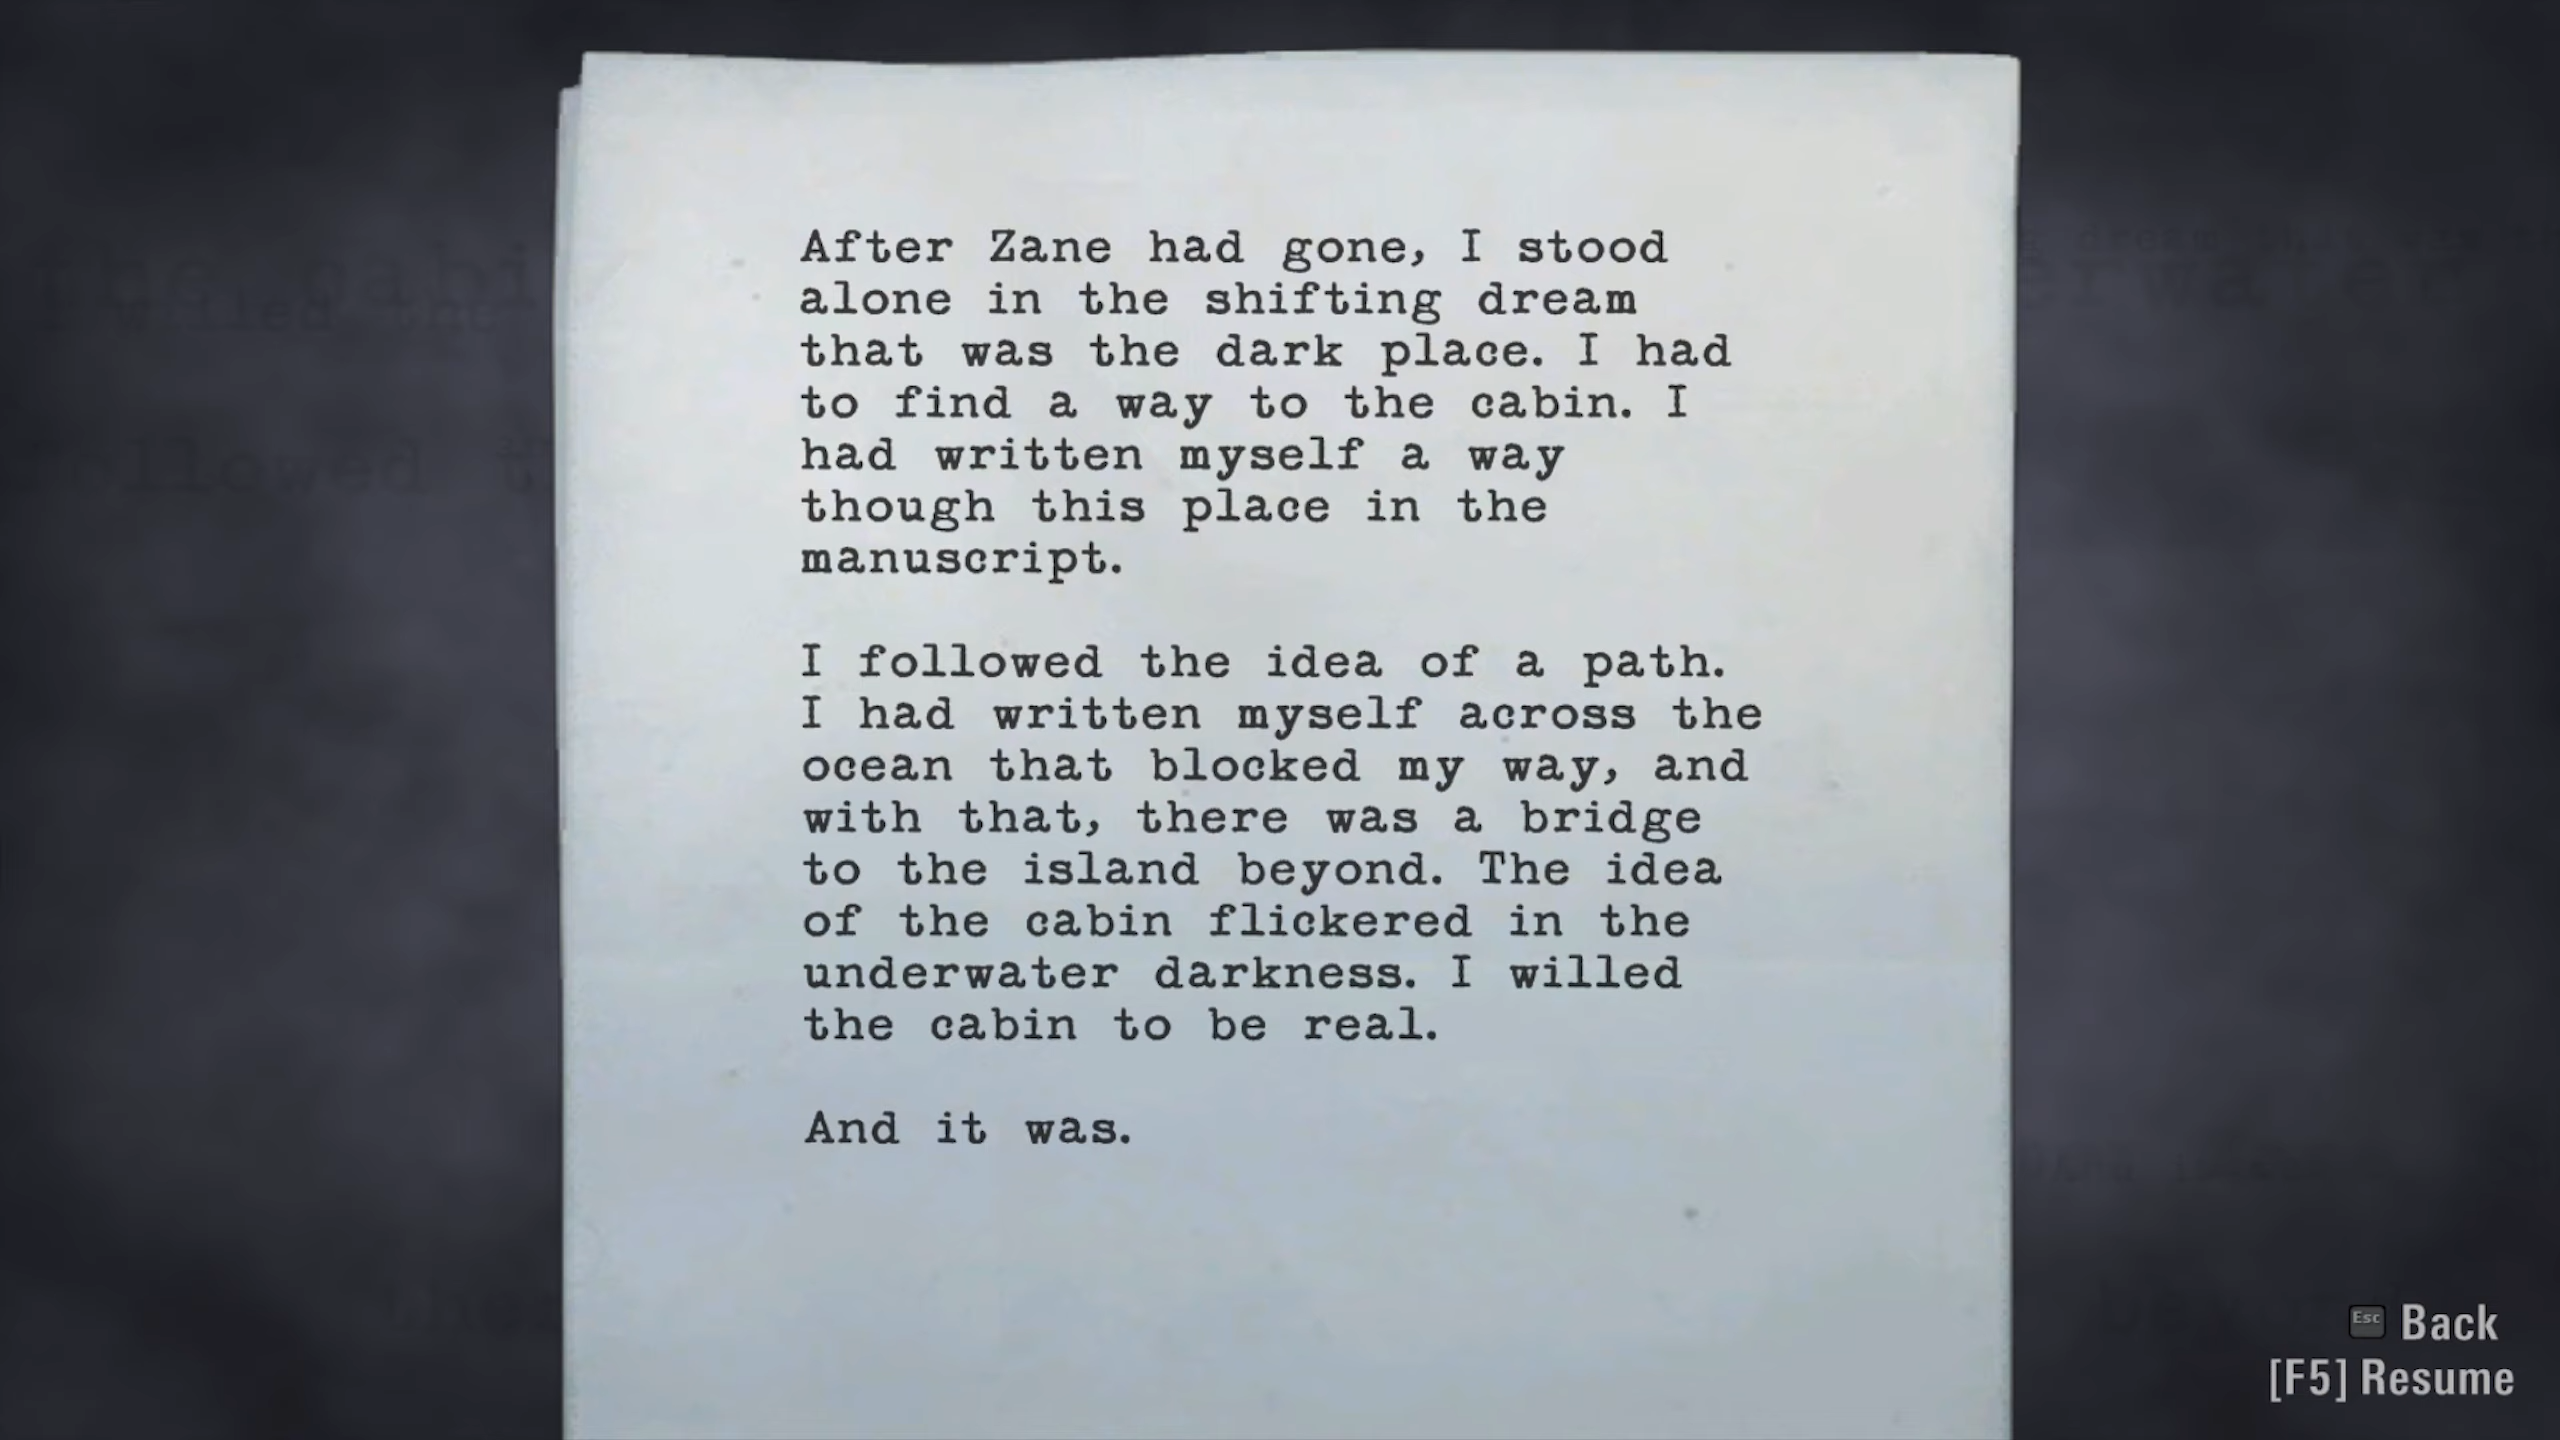 After Zane had gone, I stood
alone in the shifting dream
that was the dark place. I had
to find a way to the cabin. I
had written myself a way
though this place in the
manuscript.
I followed the idea of a path.
I had written myself across the
ocean that blocked my way, and
with that, there was a bridge
to the island beyond. The idea
of the cabin flickered in the
underwater darkness. I willed
the cabin to be real.
And it was.
Esc Back
[F5] Resume